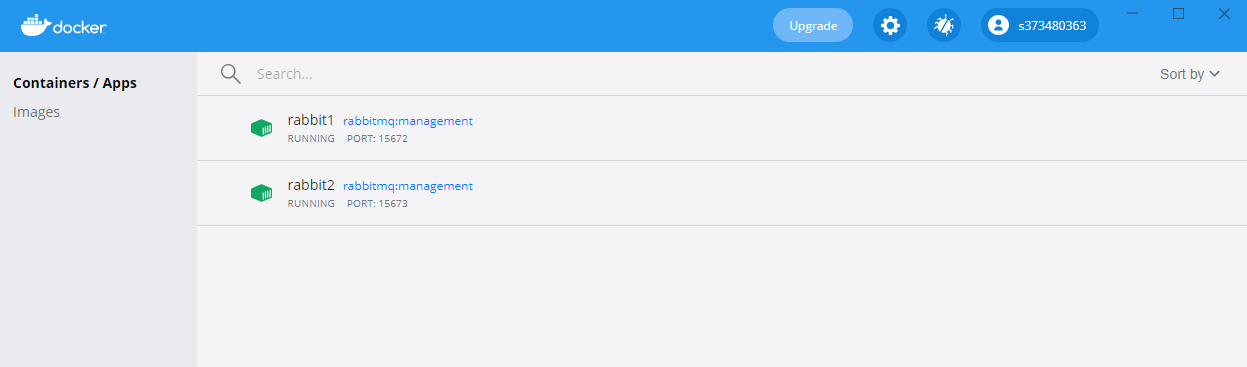 docker
Upgrade
s373480363
Containers / Apps
Images
Search...
Sort by
rabbit1 rabbitmq:management
RUNNING PORT: 15672
rabbit2 rabbitmq:management
RUNNING PORT: 15673